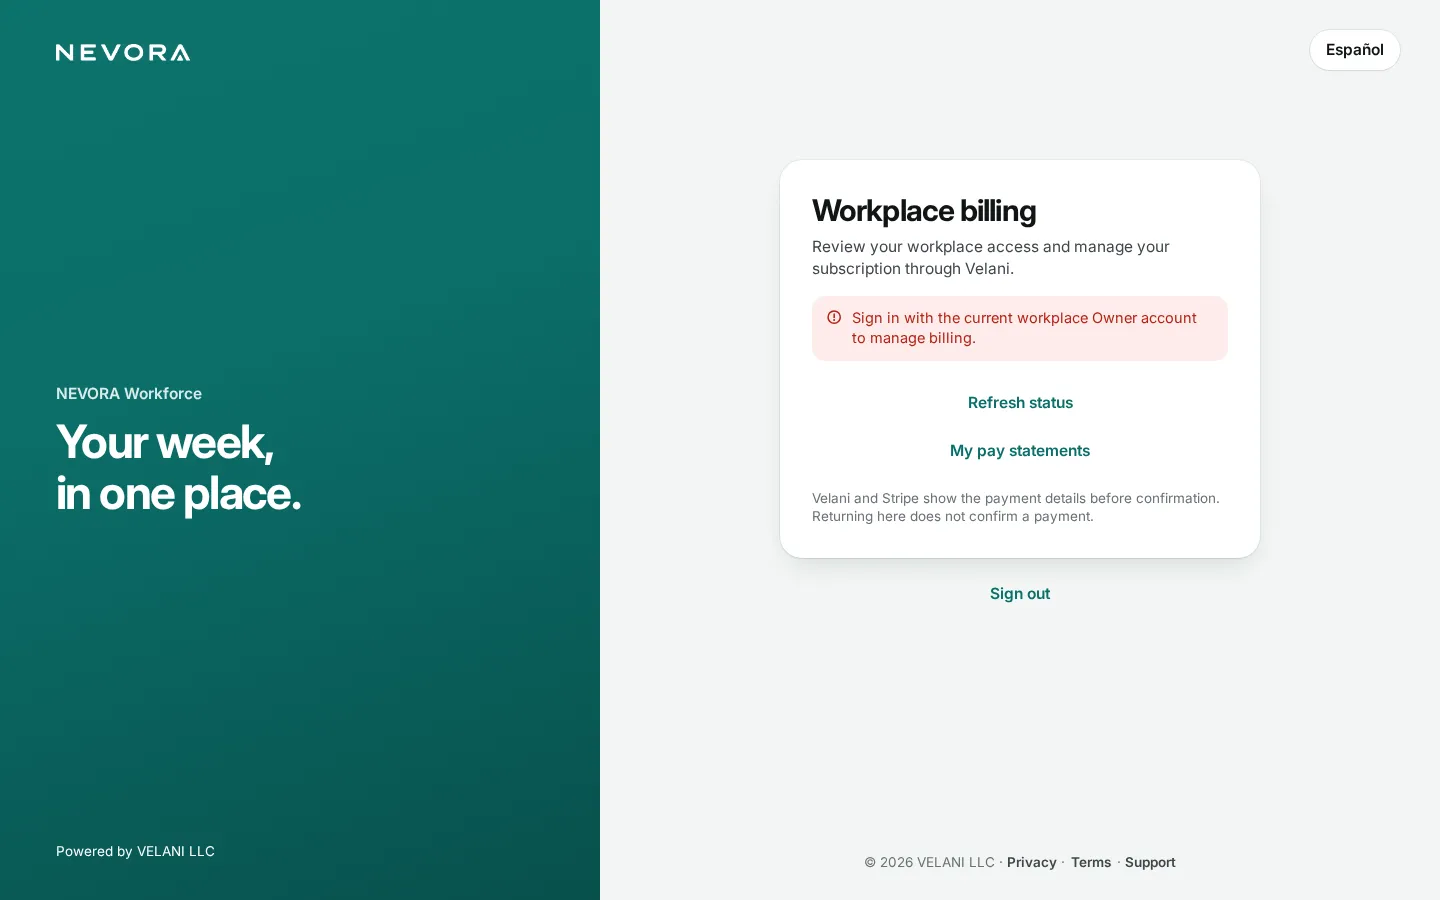 NEVORA
Español
Workplace billing
Review your workplace access and manage your
subscription through Velani.
Sign in with the current workplace Owner account
to manage billing.
Refresh status
My pay statements
Velani and Stripe show the payment details before confirmation.
Returning here does not confirm a payment.
Sign out
NEVORA Workforce
Your week,
in one place.
Powered by VELANI LLC
© 2026 VELANI LLC · Privacy · Terms · Support